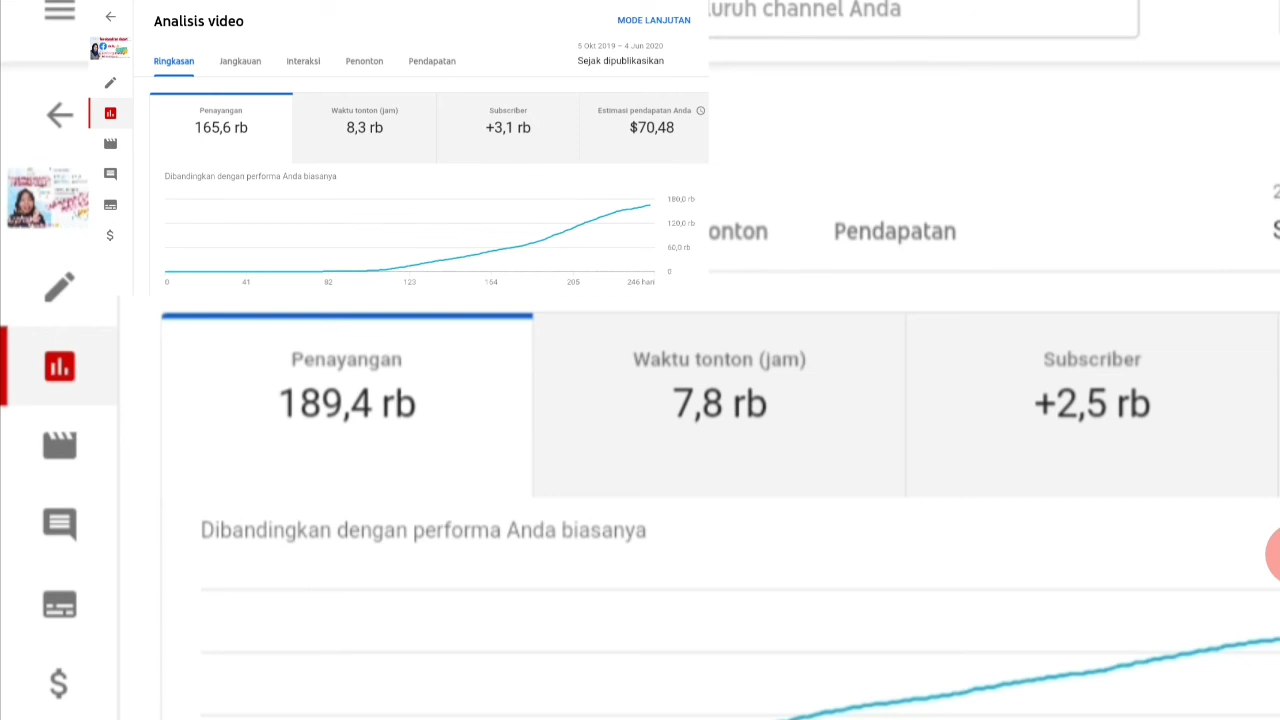 Analisis video
MODE LANJUTAN
5 Okt 2019 – 4 Jun 2020
Sejak dipublikasikan
Ringkasan
Jangkauan
Interaksi
Penonton
Pendapatan
Penayangan
165,6 rb
Waktu tonton (jam)
8,3 rb
Subscriber
+3,1 rb
Estimasi pendapatan Anda
$70,48
Dibandingkan dengan performa Anda biasanya
180,0 rb
120,0 rb
60,0 rb
0
0 41 82 123 164 205 246 hari
channel Anda
Pendapatan
Penayangan
189,4 rb
Waktu tonton (jam)
7,8 rb
Subscriber
+2,5 rb
Dibandingkan dengan performa Anda biasanya